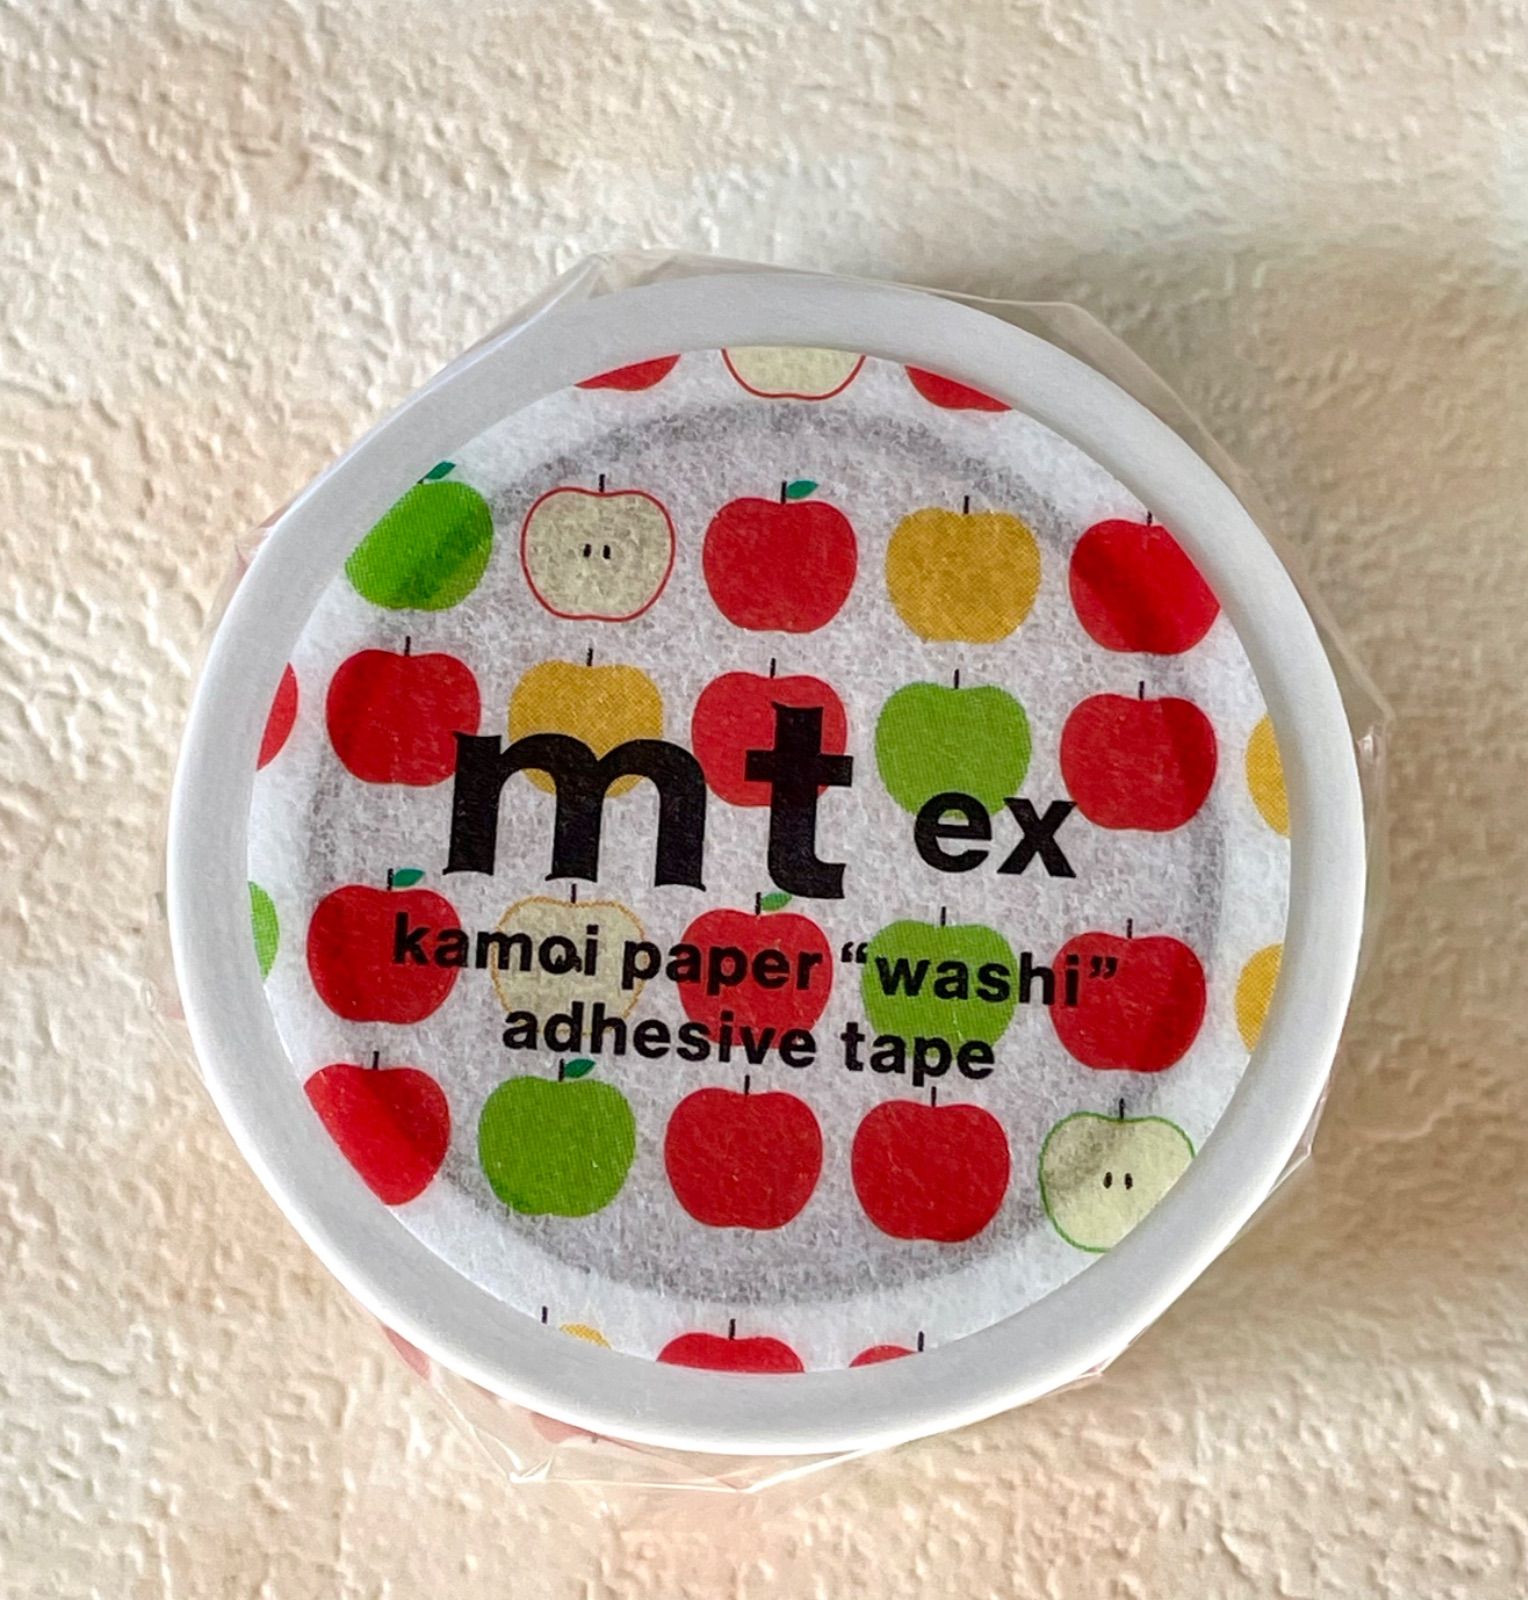 mt ex
kamoi paper “washi”
adhesive tape